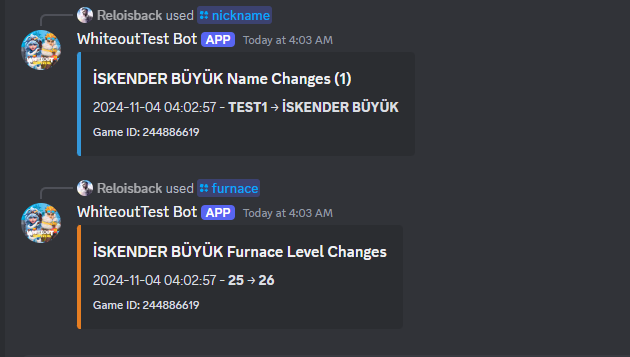 Reloisback used nickname
WhiteoutTest Bot APP Today at 4:03 AM
İSKENDER BÜYÜK Name Changes (1)
2024-11-04 04:02:57 - TEST1 → İSKENDER BÜYÜK
Game ID: 244886619
Reloisback used furnace
WhiteoutTest Bot APP Today at 4:03 AM
İSKENDER BÜYÜK Furnace Level Changes
2024-11-04 04:02:57 - 25 → 26
Game ID: 244886619